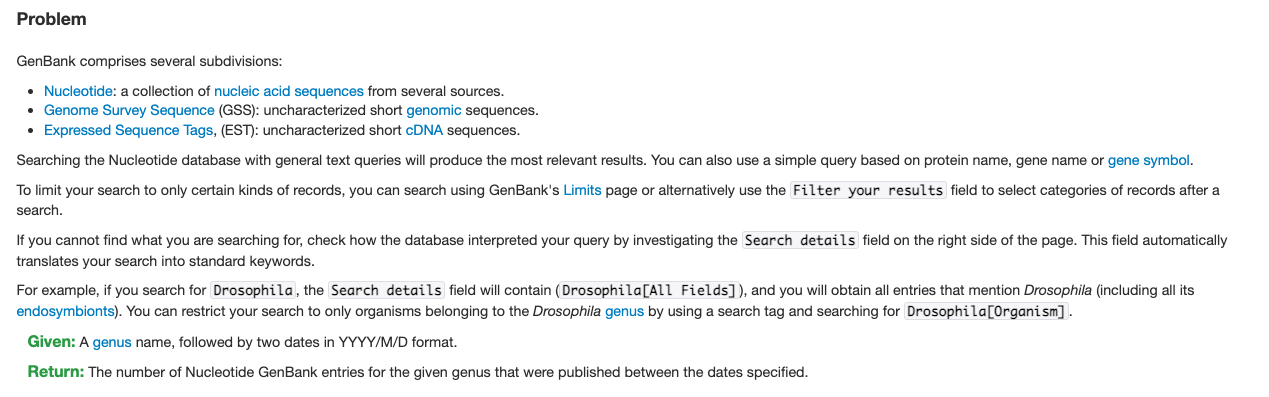 Problem
GenBank comprises several subdivisions:
• Nucleotide: a collection of nucleic acid sequences from several sources.
• Genome Survey Sequence (GSS): uncharacterized short genomic sequences.
• Expressed Sequence Tags, (EST): uncharacterized short cDNA sequences.
Searching the Nucleotide database with general text queries will produce the most relevant results. You can also use a simple query based on protein name, gene name or gene symbol.
To limit your search to only certain kinds of records, you can search using GenBank's Limits page or alternatively use the Filter your results field to select categories of records after a
search.
If you cannot find what you are searching for, check how the database interpreted your query by investigating the Search details field on the right side of the page. This field automatically
translates your search into standard keywords.
For example, if you search for Drosophila, the Search details field will contain (Drosophila[All Fields]), and you will obtain all entries that mention Drosophila (including all its
endosymbionts). You can restrict your search to only organisms belonging to the Drosophila genus by using a search tag and searching for Drosophila[Organism].
Given: A genus name, followed by two dates in YYYY/M/D format.
Return: The number of Nucleotide GenBank entries for the given genus that were published between the dates specified.